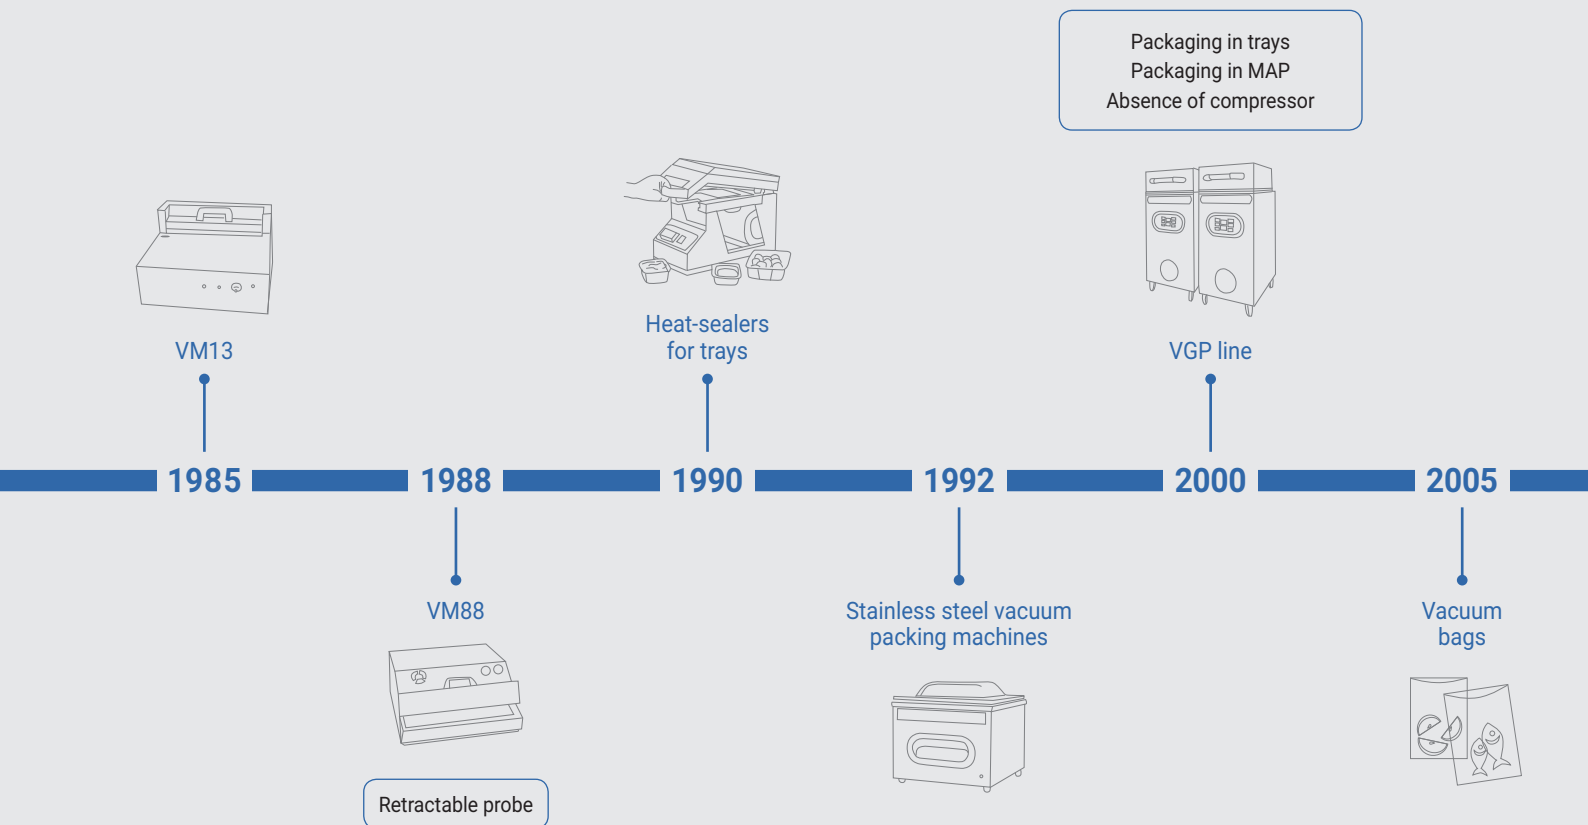 Packaging in trays
Packaging in MAP
Absence of compressor
VM13
Heat-sealers
for trays
VGP line
1985
1988
1990
1992
2000
2005
VM88
Stainless steel vacuum
packing machines
Vacuum
bags
Retractable probe